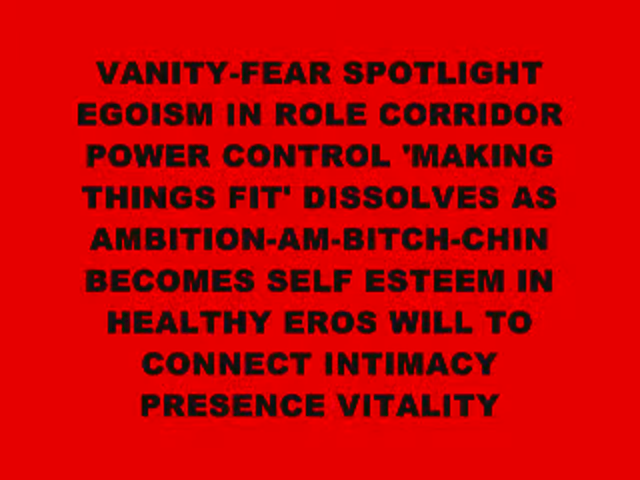 VANITY-FEAR SPOTLIGHT
EGOISM IN ROLE CORRIDOR
POWER CONTROL 'MAKING
THINGS FIT' DISSOLVES AS
AMBITION-AM-BITCH-CHIN
BECOMES SELF ESTEEM IN
HEALTHY EROS WILL TO
CONNECT INTIMACY
PRESENCE VITALITY